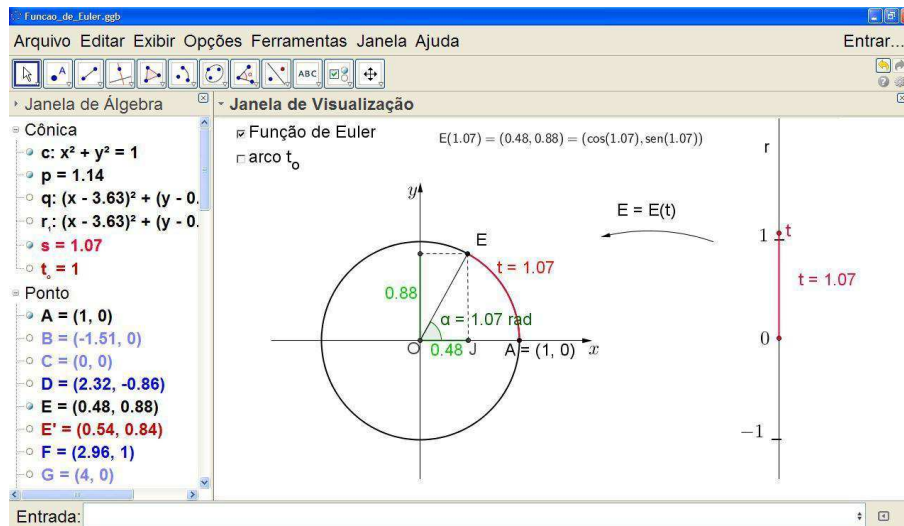 Funcao_de_Euler.ggb
Arquivo Editar Exibir Opções Ferramentas Janela Ajuda Entrar...
A ABC
Janela de Álgebra
Cônica
c: x² + y² = 1
p = 1.14
q: (x - 3.63)² + (y - 0.
r₁: (x - 3.63)² + (y - 0.
s = 1.07
tₒ = 1
Ponto
A = (1, 0)
B = (-1.51, 0)
C = (0, 0)
D = (2.32, -0.86)
E = (0.48, 0.88)
E' = (0.54, 0.84)
F = (2.96, 1)
G = (4, 0)
Janela de Visualização
Função de Euler
arco tₒ
E(1.07) = (0.48, 0.88) = (cos(1.07), sen(1.07))
r
y
E = E(t)
E
t
1
t = 1.07
t = 1.07
0.88
α = 1.07 rad
0
O 0.48 J A = (1, 0) x
−1
Entrada: